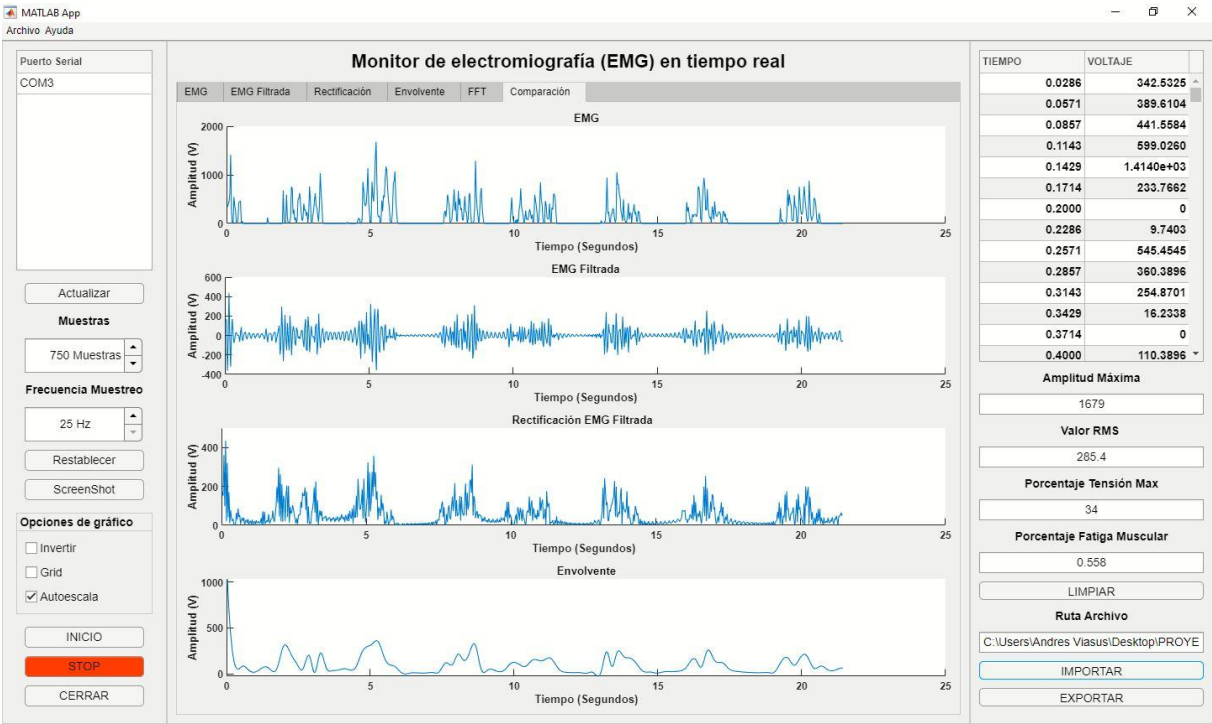 MATLAB App
Archivo Ayuda
Puerto Serial
COM3
Actualizar
Muestras
750 Muestras
Frecuencia Muestreo
25 Hz
Restablecer
ScreenShot
Opciones de gráfico
Invertir
Grid
Autoescala
INICIO
STOP
CERRAR
Monitor de electromiografía (EMG) en tiempo real
EMG EMG Filtrada Rectificación Envolvente FFT Comparación
EMG
Amplitud (V)
2000
1000
0
0 5 10 15 20 25
Tiempo (Segundos)
EMG Filtrada
Amplitud (V)
600
400
200
0
-200
-400
0 5 10 15 20 25
Tiempo (Segundos)
Rectificación EMG Filtrada
Amplitud (V)
400
200
0
0 5 10 15 20 25
Tiempo (Segundos)
Envolvente
Amplitud (V)
1000
500
0
0 5 10 15 20 25
Tiempo (Segundos)
TIEMPO VOLTAJE
0.0286 342.5325
0.0571 389.6104
0.0857 441.5584
0.1143 599.0260
0.1429 1.4140e+03
0.1714 233.7662
0.2000 0
0.2286 9.7403
0.2571 545.4545
0.2857 360.3896
0.3143 254.8701
0.3429 16.2338
0.3714 0
0.4000 110.3896
Amplitud Máxima
1679
Valor RMS
285.4
Porcentaje Tensión Max
34
Porcentaje Fatiga Muscular
0.558
LIMPIAR
Ruta Archivo
C:\Users\Andres Viasus\Desktop\PROYE
IMPORTAR
EXPORTAR